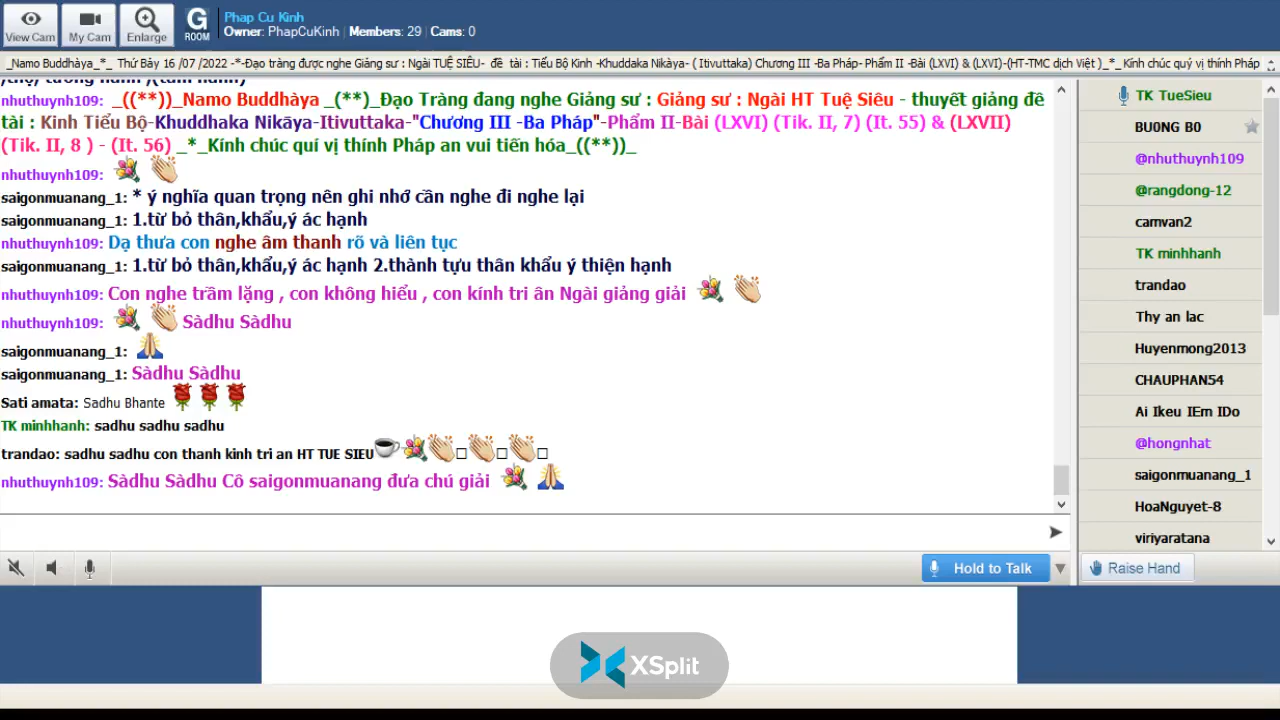 View Cam
My Cam
Enlarge
G
ROOM
Phap Cu Kinh
Owner: PhapCuKinh | Members: 29 | Cams: 0
_Namo Buddhàya_*_ Thứ Bảy 16 /07 /2022 -*-Đạo tràng được nghe Giảng sư : Ngài TUỆ SIÊU- đề tài : Tiểu Bộ Kinh -Khuddaka Nikàya- ( Itivuttaka) Chương III -Ba Pháp- Phẩm II -Bài (LXVI) & (LXVI)-(HT-TMC dịch Việt )_*_Kính chúc quý vị thính Pháp
nhuthuynh109: _((**))_Namo Buddhàya _(**)_Đạo Tràng đang nghe Giảng sư : Giảng sư : Ngài HT Tuệ Siêu - thuyết giảng đề
tài : Kinh Tiểu Bộ-Khuddhaka Nikāya-Itivuttaka-"Chương III -Ba Pháp"-Phẩm II-Bài (LXVI) (Tik. II, 7) (It. 55) & (LXVII)
(Tik. II, 8 ) - (It. 56) _*_Kính chúc quí vị thính Pháp an vui tiến hóa_((**))_
nhuthuynh109:
saigonmuanang_1: * ý nghĩa quan trọng nên ghi nhớ cần nghe đi nghe lại
saigonmuanang_1: 1.từ bỏ thân,khẩu,ý ác hạnh
nhuthuynh109: Dạ thưa con nghe âm thanh rõ và liên tục
saigonmuanang_1: 1.từ bỏ thân,khẩu,ý ác hạnh 2.thành tựu thân khẩu ý thiện hạnh
nhuthuynh109: Con nghe trầm lặng , con không hiểu , con kính tri ân Ngài giảng giải
nhuthuynh109: Sàdhu Sàdhu
saigonmuanang_1:
saigonmuanang_1: Sàdhu Sàdhu
Sati amata: Sadhu Bhante
TK minhhanh: sadhu sadhu sadhu
trandao: sadhu sadhu con thanh kinh tri an HT TUE SIEU
nhuthuynh109: Sàdhu Sàdhu Cô saigonmuanang đưa chú giải
TK TueSieu
BU0NG B0
@nhuthuynh109
@rangdong-12
camvan2
TK minhhanh
trandao
Thy an lac
Huyenmong2013
CHAUPHAN54
Ai Ikeu IEm IDo
@hongnhat
saigonmuanang_1
HoaNguyet-8
viriyaratana
Hold to Talk
Raise Hand
XSplit